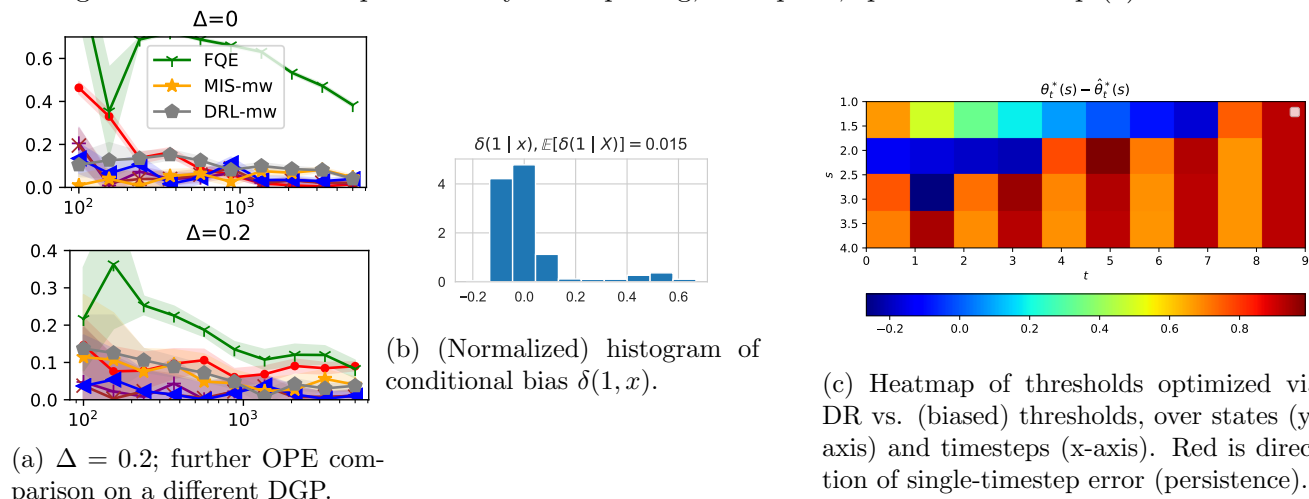 Δ=0
0.6
0.4
0.2
0.0
10²
10³
FQE
MIS-mw
DRL-mw
Δ=0.2
0.4
0.3
0.2
0.1
0.0
10²
10³
(a) Δ = 0.2; further OPE com-
parison on a different DGP.
δ(1 | x), 𝔼[δ(1 | X)] = 0.015
4
2
0
−0.2 0.0 0.2 0.4 0.6
(b) (Normalized) histogram of
conditional bias δ(1, x).
θₜ*(s) − θ̂ₜ*(s)
1.0
1.5
2.0
2.5
3.0
3.5
4.0
s
0 1 2 3 4 5 6 7 8 9
t
−0.2 0.0 0.2 0.4 0.6 0.8
(c) Heatmap of thresholds optimized via
DR vs. (biased) thresholds, over states (y-
axis) and timesteps (x-axis). Red is direc-
tion of single-timestep error (persistence).